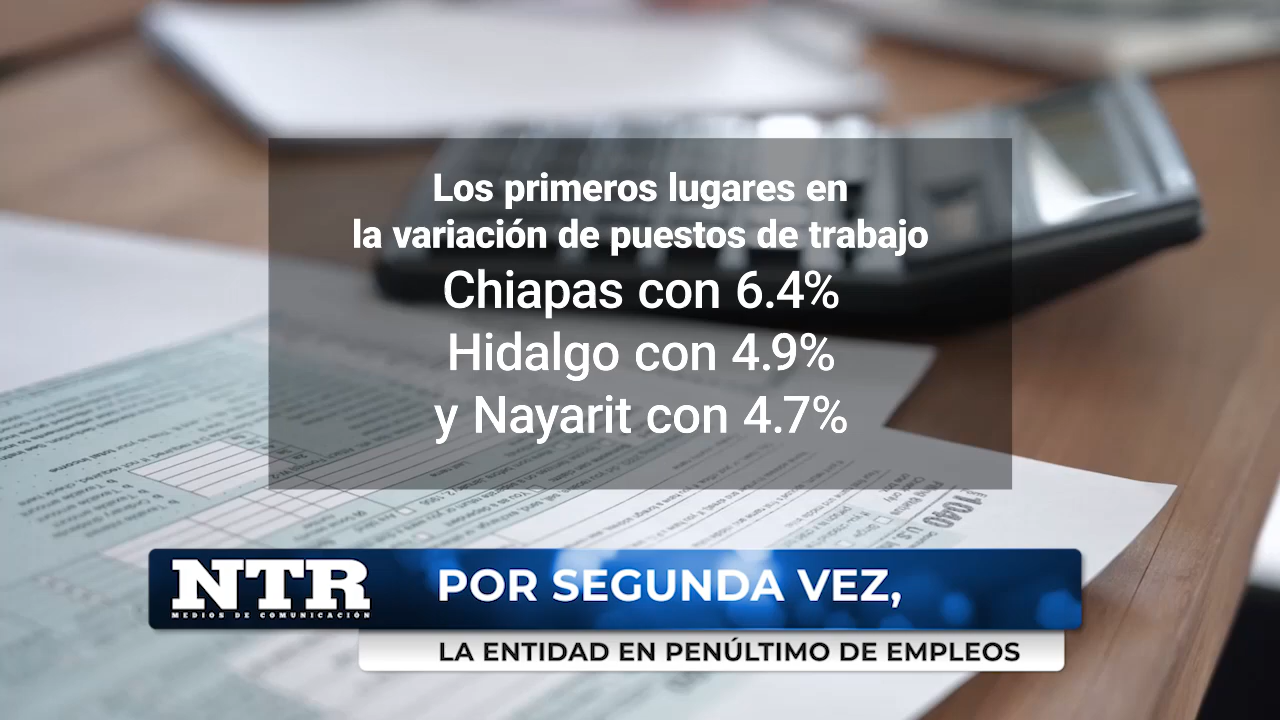 Los primeros lugares en
la variación de puestos de trabajo
Chiapas con 6.4%
Hidalgo con 4.9%
y Nayarit con 4.7%
1040 U.S.
NTR
MEDIOS DE COMUNICACIÓN
POR SEGUNDA VEZ,
LA ENTIDAD EN PENÚLTIMO DE EMPLEOS